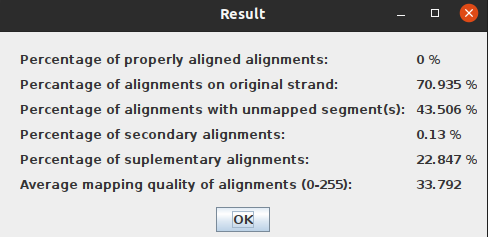 Result
Percentage of properly aligned alignments: 0 %
Percantage of alignments on original strand: 70.935 %
Percantage of alignments with unmapped segment(s): 43.506 %
Percentage of secondary alignments: 0.13 %
Percentage of suplementary alignments: 22.847 %
Average mapping quality of alignments (0-255): 33.792
OK